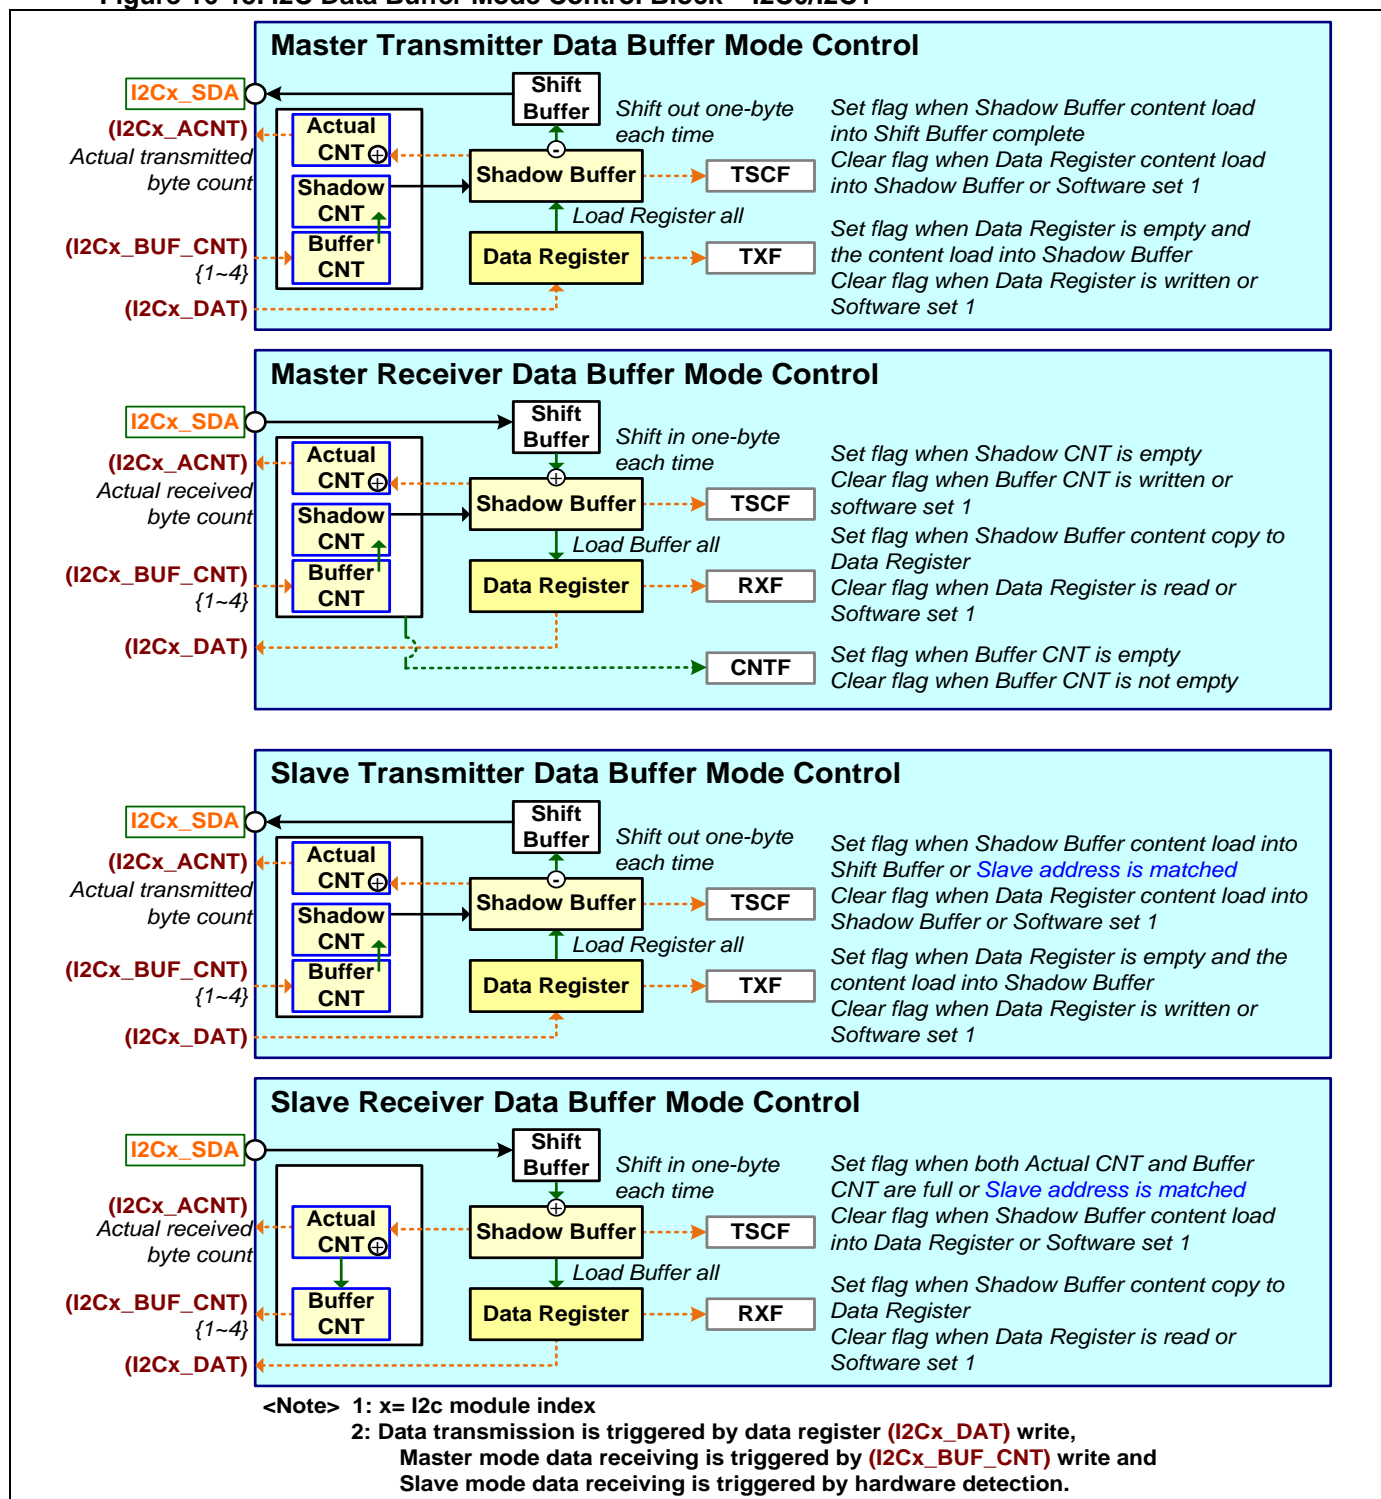 Master Transmitter Data Buffer Mode Control
I2Cx_SDA
(I2Cx_ACNT)
Actual transmitted
byte count
(I2Cx_BUF_CNT)
{1~4}
(I2Cx_DAT)
Actual
CNT
Shadow
CNT
Buffer
CNT
Shift
Buffer
Shift out one-byte
each time
Shadow Buffer
Load Register all
Data Register
TSCF
TXF
Set flag when Shadow Buffer content load
into Shift Buffer complete
Clear flag when Data Register content load
into Shadow Buffer or Software set 1
Set flag when Data Register is empty and
the content load into Shadow Buffer
Clear flag when Data Register is written or
Software set 1
Master Receiver Data Buffer Mode Control
I2Cx_SDA
(I2Cx_ACNT)
Actual received
byte count
(I2Cx_BUF_CNT)
{1~4}
(I2Cx_DAT)
Actual
CNT
Shadow
CNT
Buffer
CNT
Shift
Buffer
Shift in one-byte
each time
Shadow Buffer
Load Buffer all
Data Register
TSCF
RXF
CNTF
Set flag when Shadow CNT is empty
Clear flag when Buffer CNT is written or
software set 1
Set flag when Shadow Buffer content copy to
Data Register
Clear flag when Data Register is read or
Software set 1
Set flag when Buffer CNT is empty
Clear flag when Buffer CNT is not empty
Slave Transmitter Data Buffer Mode Control
I2Cx_SDA
(I2Cx_ACNT)
Actual transmitted
byte count
(I2Cx_BUF_CNT)
{1~4}
(I2Cx_DAT)
Actual
CNT
Shadow
CNT
Buffer
CNT
Shift
Buffer
Shift out one-byte
each time
Shadow Buffer
Load Register all
Data Register
TSCF
TXF
Set flag when Shadow Buffer content load into
Shift Buffer or Slave address is matched
Clear flag when Data Register content load into
Shadow Buffer or Software set 1
Set flag when Data Register is empty and the
content load into Shadow Buffer
Clear flag when Data Register is written or
Software set 1
Slave Receiver Data Buffer Mode Control
I2Cx_SDA
(I2Cx_ACNT)
Actual received
byte count
(I2Cx_BUF_CNT)
{1~4}
(I2Cx_DAT)
Actual
CNT
Buffer
CNT
Shift
Buffer
Shift in one-byte
each time
Shadow Buffer
Load Buffer all
Data Register
TSCF
RXF
Set flag when both Actual CNT and Buffer
CNT are full or Slave address is matched
Clear flag when Shadow Buffer content load
into Data Register or Software set 1
Set flag when Shadow Buffer content copy to
Data Register
Clear flag when Data Register is read or
Software set 1
<Note> 1: x= I2c module index
2: Data transmission is triggered by data register (I2Cx_DAT) write,
Master mode data receiving is triggered by (I2Cx_BUF_CNT) write and
Slave mode data receiving is triggered by hardware detection.